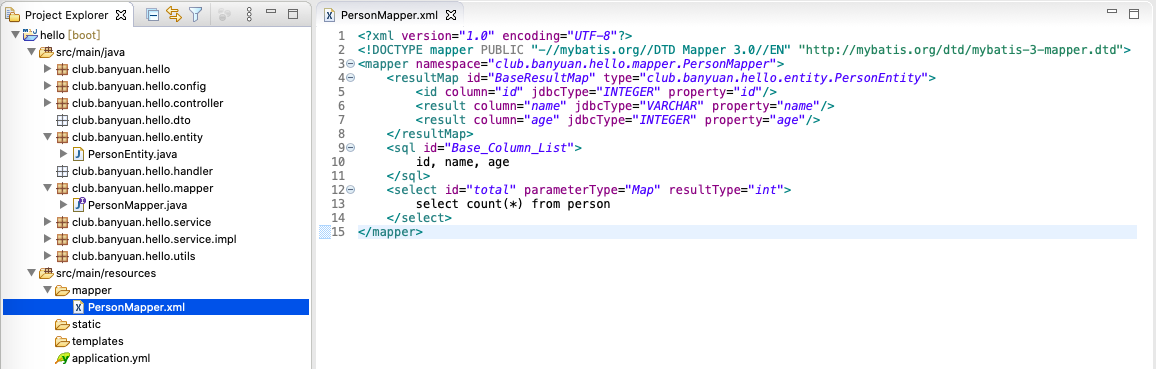 Project Explorer
hello [boot]
src/main/java
club.banyuan.hello
club.banyuan.hello.config
club.banyuan.hello.controller
club.banyuan.hello.dto
club.banyuan.hello.entity
PersonEntity.java
club.banyuan.hello.handler
club.banyuan.hello.mapper
PersonMapper.java
club.banyuan.hello.service
club.banyuan.hello.service.impl
club.banyuan.hello.utils
src/main/resources
mapper
PersonMapper.xml
static
templates
application.yml
PersonMapper.xml
1 <?xml version="1.0" encoding="UTF-8"?>
2 <!DOCTYPE mapper PUBLIC "-//mybatis.org//DTD Mapper 3.0//EN" "http://mybatis.org/dtd/mybatis-3-mapper.dtd">
3 <mapper namespace="club.banyuan.hello.mapper.PersonMapper">
4     <resultMap id="BaseResultMap" type="club.banyuan.hello.entity.PersonEntity">
5         <id column="id" jdbcType="INTEGER" property="id"/>
6         <result column="name" jdbcType="VARCHAR" property="name"/>
7         <result column="age" jdbcType="INTEGER" property="age"/>
8     </resultMap>
9     <sql id="Base_Column_List">
10         id, name, age
11     </sql>
12     <select id="total" parameterType="Map" resultType="int">
13         select count(*) from person
14     </select>
15 </mapper>